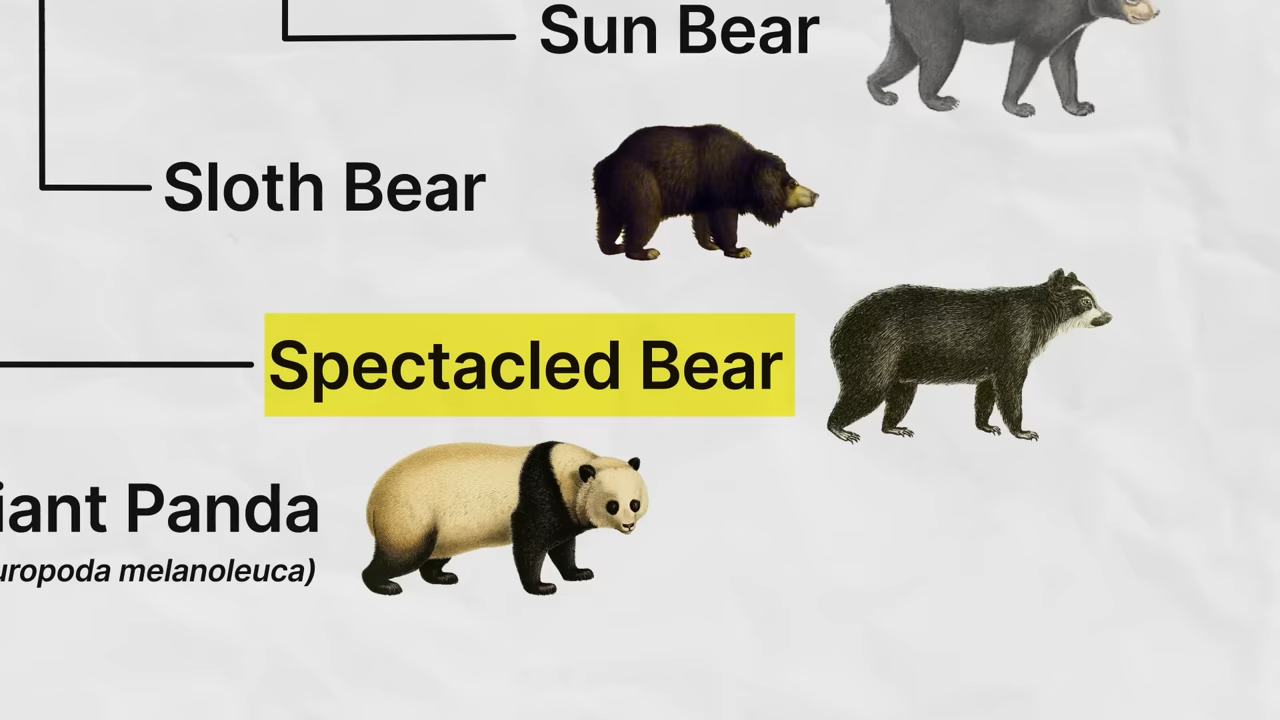 Sun Bear
Sloth Bear
Spectacled Bear
iant Panda
uropoda melanoleuca)